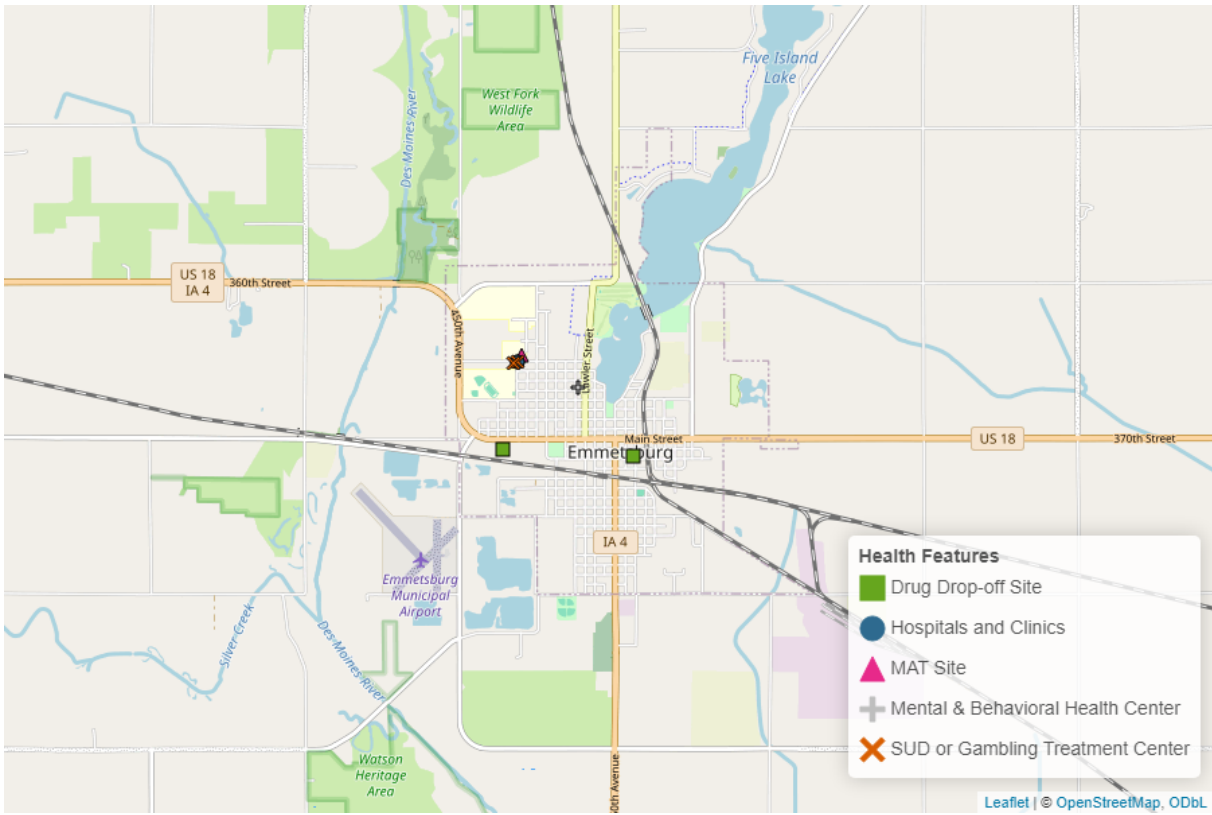 Five Island
Lake
West Fork
Wildlife
Area
Des Moines River
US 18
IA 4
360th Street
450th Avenue
Lawler Street
Main Street
Emmetsburg
US 18
370th Street
IA 4
Emmetsburg
Municipal
Airport
Silver Creek
Des Moines River
Watson
Heritage
Area
Health Features
Drug Drop-off Site
Hospitals and Clinics
MAT Site
Mental & Behavioral Health Center
SUD or Gambling Treatment Center
Leaflet | © OpenStreetMap, ODbL